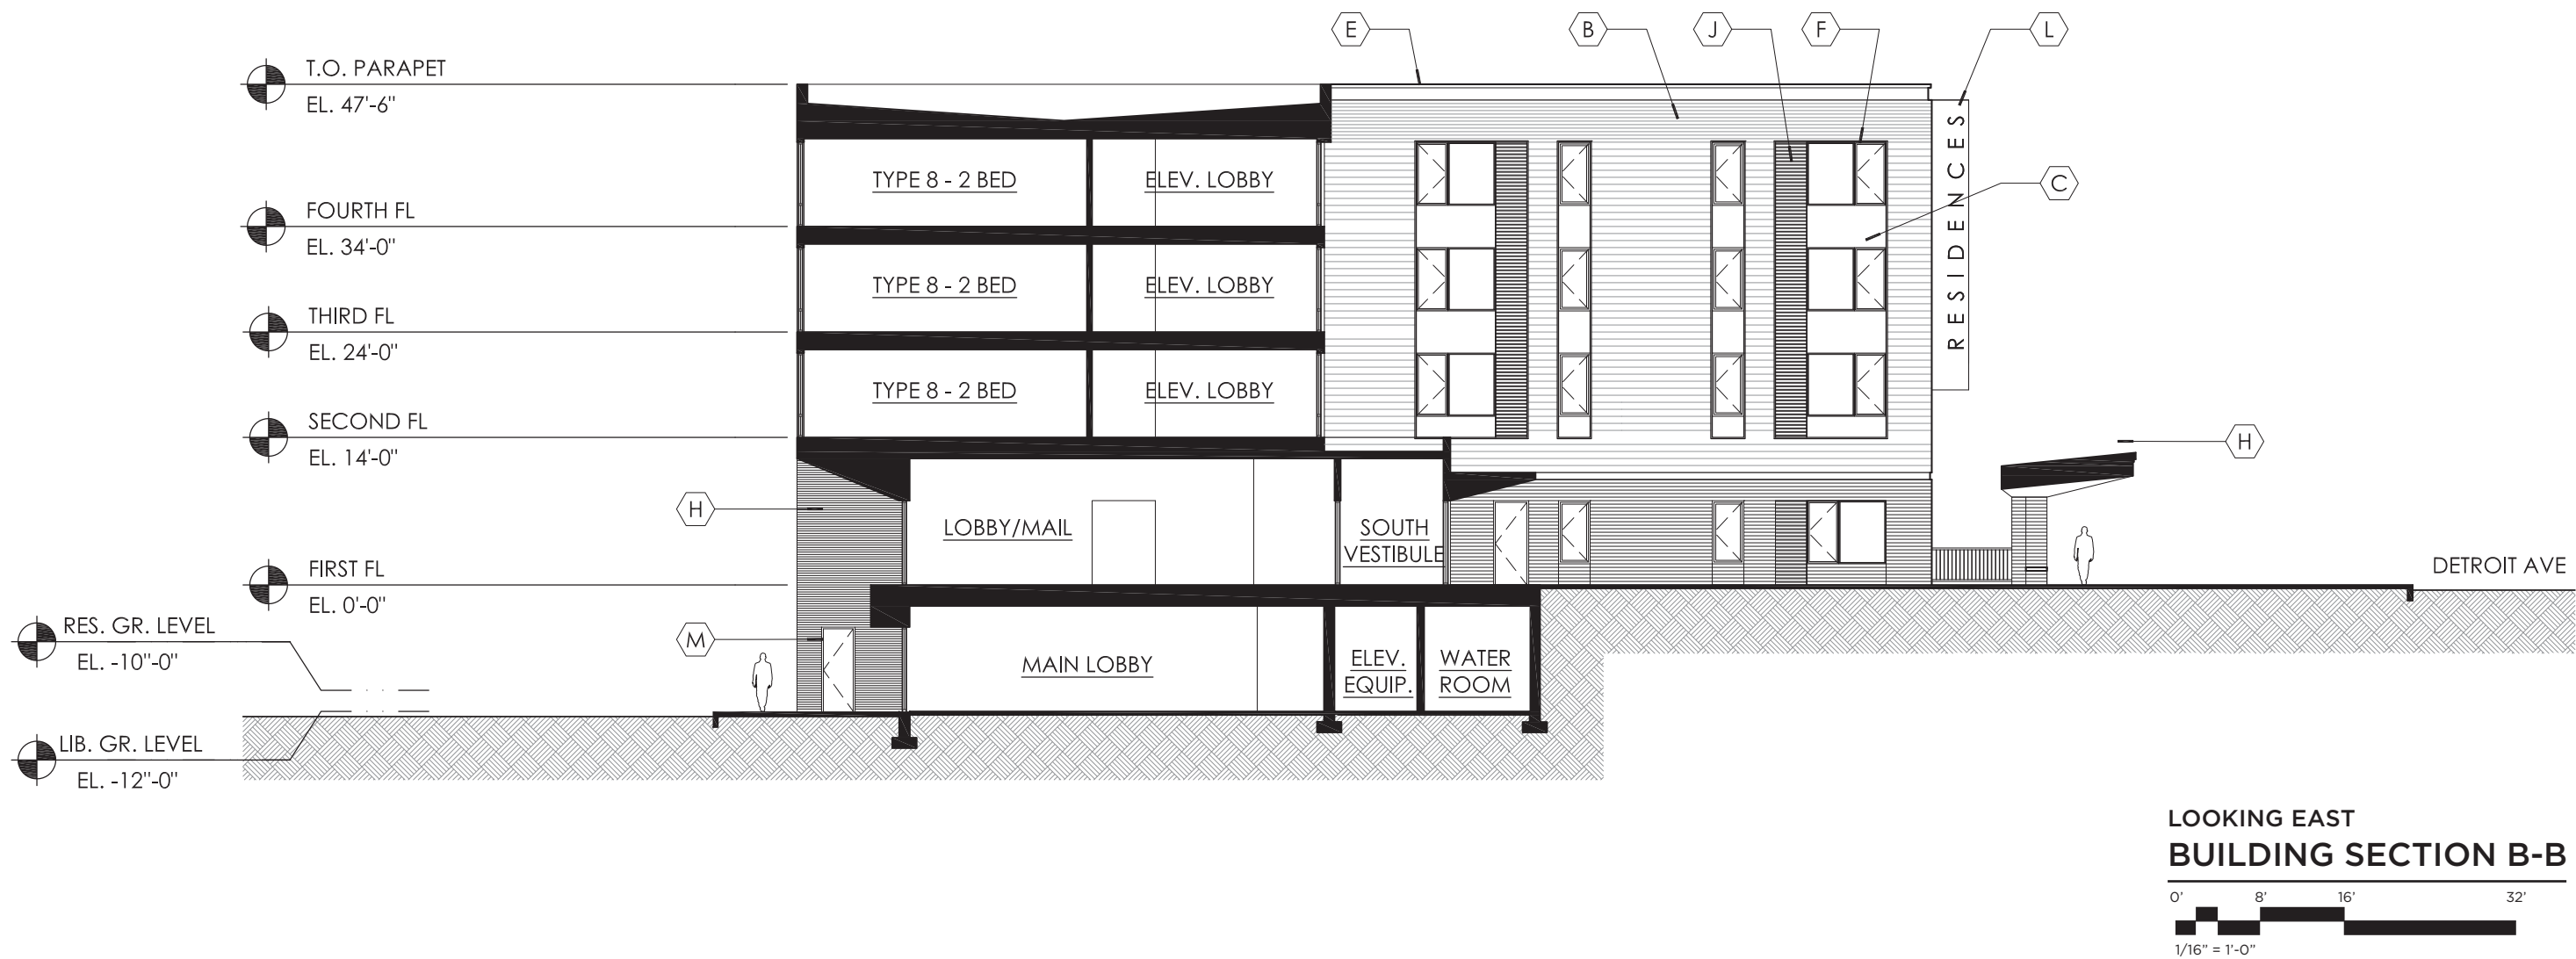 E
B
J
F
L
T.O. PARAPET
EL. 47'-6"
RESIDENCES
TYPE 8 - 2 BED
ELEV. LOBBY
C
FOURTH FL
EL. 34'-0"
TYPE 8 - 2 BED
ELEV. LOBBY
THIRD FL
EL. 24'-0"
TYPE 8 - 2 BED
ELEV. LOBBY
SECOND FL
EL. 14'-0"
H
H
LOBBY/MAIL
SOUTH
VESTIBULE
FIRST FL
EL. 0'-0"
DETROIT AVE
RES. GR. LEVEL
EL. -10"-0"
M
MAIN LOBBY
ELEV.
EQUIP.
WATER
ROOM
LIB. GR. LEVEL
EL. -12"-0"
LOOKING EAST
BUILDING SECTION B-B
0' 8' 16' 32'
1/16" = 1'-0"